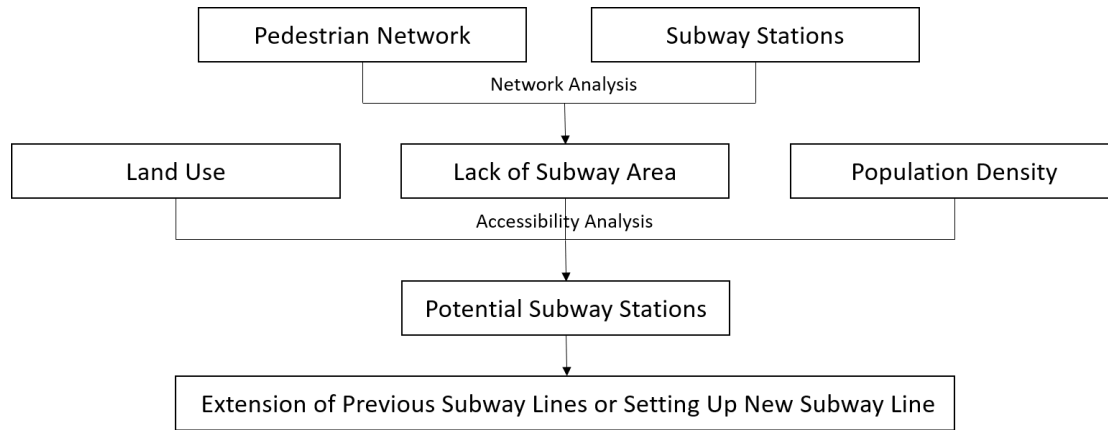 Pedestrian Network
Subway Stations
Network Analysis
Land Use
Lack of Subway Area
Population Density
Accessibility Analysis
Potential Subway Stations
Extension of Previous Subway Lines or Setting Up New Subway Line